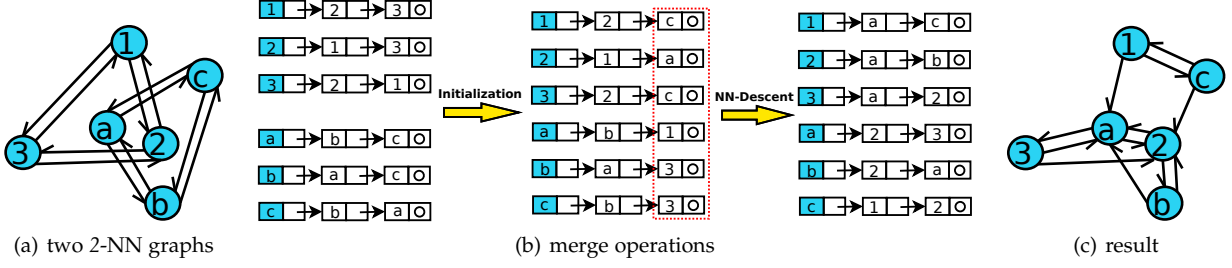 1
c
a
2
3
b
1 2 3
2 1 3
3 2 1
a b c
b a c
c b a
Initialization
1 2 c
2 1 a
3 2 c
a b 1
b a 3
c b 3
NN-Descent
1 a c
2 a b
3 a 2
a 2 3
b 2 a
c 1 2
1
c
a
2
3
b
(a) two 2-NN graphs
(b) merge operations
(c) result